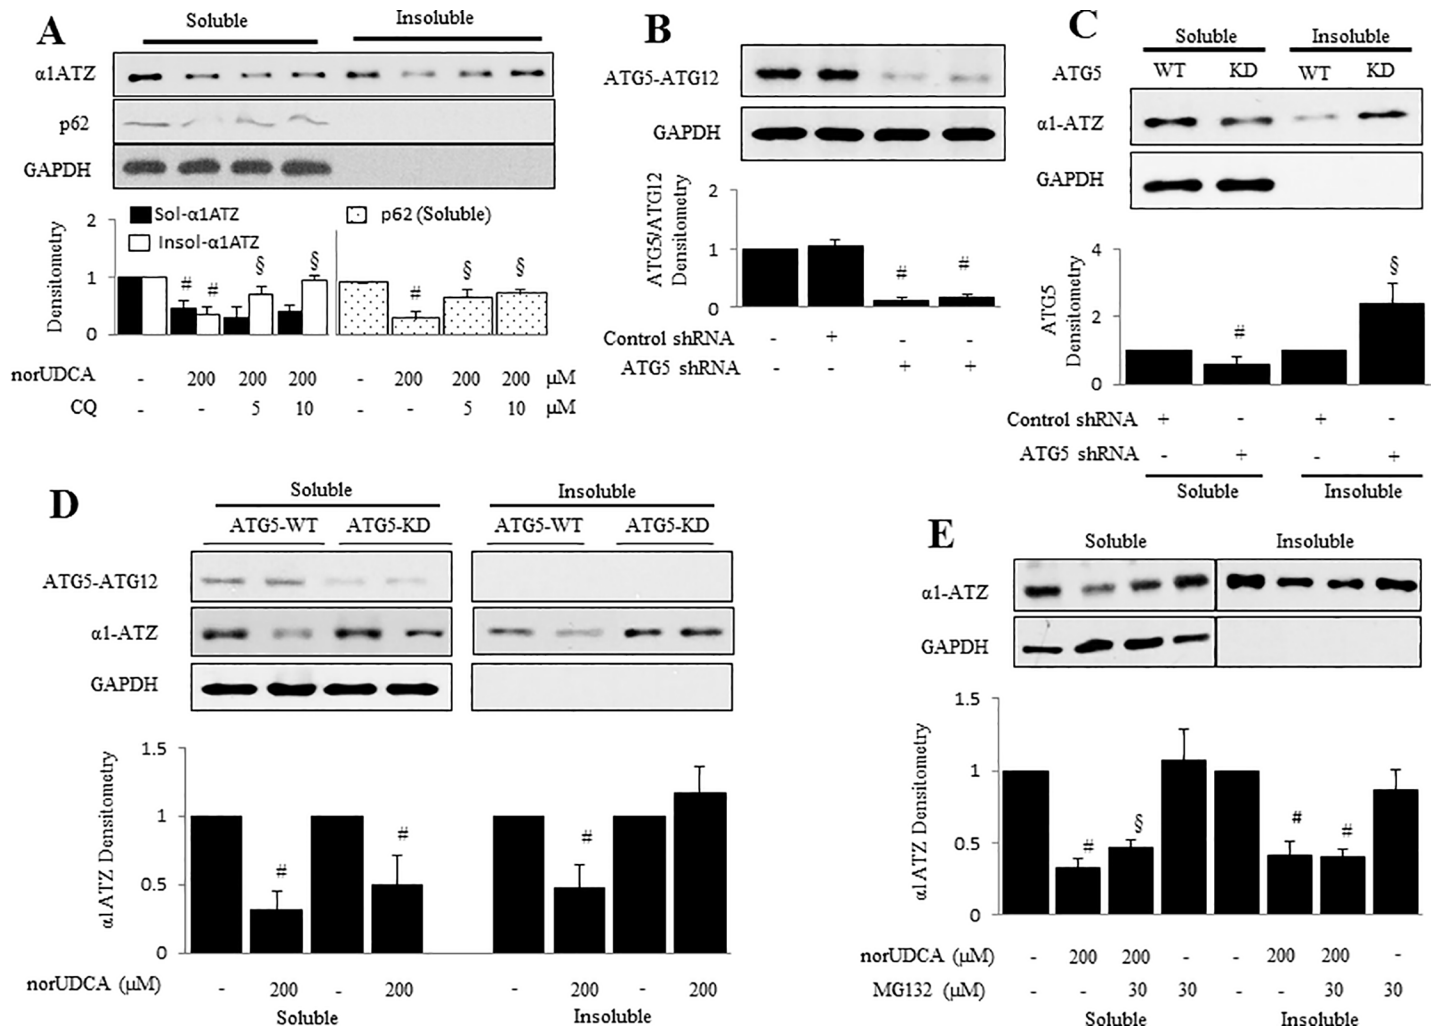 A
Soluble Insoluble
α1ATZ
p62
GAPDH
Sol-α1ATZ
Insol-α1ATZ
p62 (Soluble)
Densitometry
2
1
0
# # § §
# § §
norUDCA - 200 200 200 - 200 200 200 μM
CQ - - 5 10 - - 5 10 μM
B
ATG5-ATG12
GAPDH
ATG5/ATG12
Densitometry
2
1
0
# #
Control shRNA - + - -
ATG5 shRNA - - + +
C
Soluble Insoluble
ATG5 WT KD WT KD
α1-ATZ
GAPDH
ATG5
Densitometry
4
2
0
# §
Control shRNA + - + -
ATG5 shRNA - + - +
Soluble Insoluble
D
Soluble Insoluble
ATG5-WT ATG5-KD ATG5-WT ATG5-KD
ATG5-ATG12
α1-ATZ
GAPDH
α1ATZ Densitometry
1.5
1
0.5
0
# # #
norUDCA (μM) - 200 - 200 - 200 - 200
Soluble Insoluble
E
Soluble Insoluble
α1-ATZ
GAPDH
α1ATZ Densitometry
1.5
1
0.5
0
# § # #
norUDCA (μM) - 200 200 - - 200 200 -
MG132 (μM) - - 30 30 - - 30 30
Soluble Insoluble